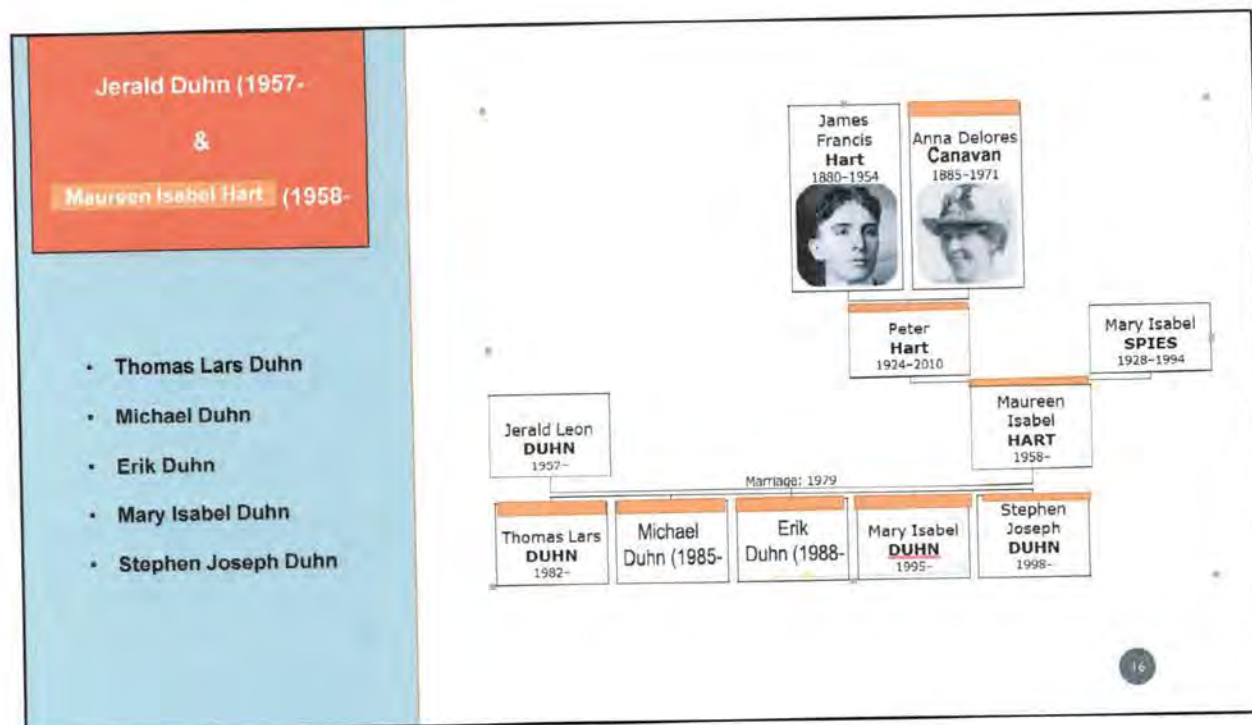 Jerald Duhn (1957-
&
Maureen Isabel Hart (1958-
• Thomas Lars Duhn
• Michael Duhn
• Erik Duhn
• Mary Isabel Duhn
• Stephen Joseph Duhn
James
Francis
Hart
1880–1954
Anna Delores
Canavan
1885–1971
Peter
Hart
1924–2010
Mary Isabel
SPIES
1928–1994
Jerald Leon
DUHN
1957–
Maureen
Isabel
HART
1958–
Marriage: 1979
Thomas Lars
DUHN
1982–
Michael
Duhn (1985-
Erik
Duhn (1988-
Mary Isabel
DUHN
1995–
Stephen
Joseph
DUHN
1998–
16